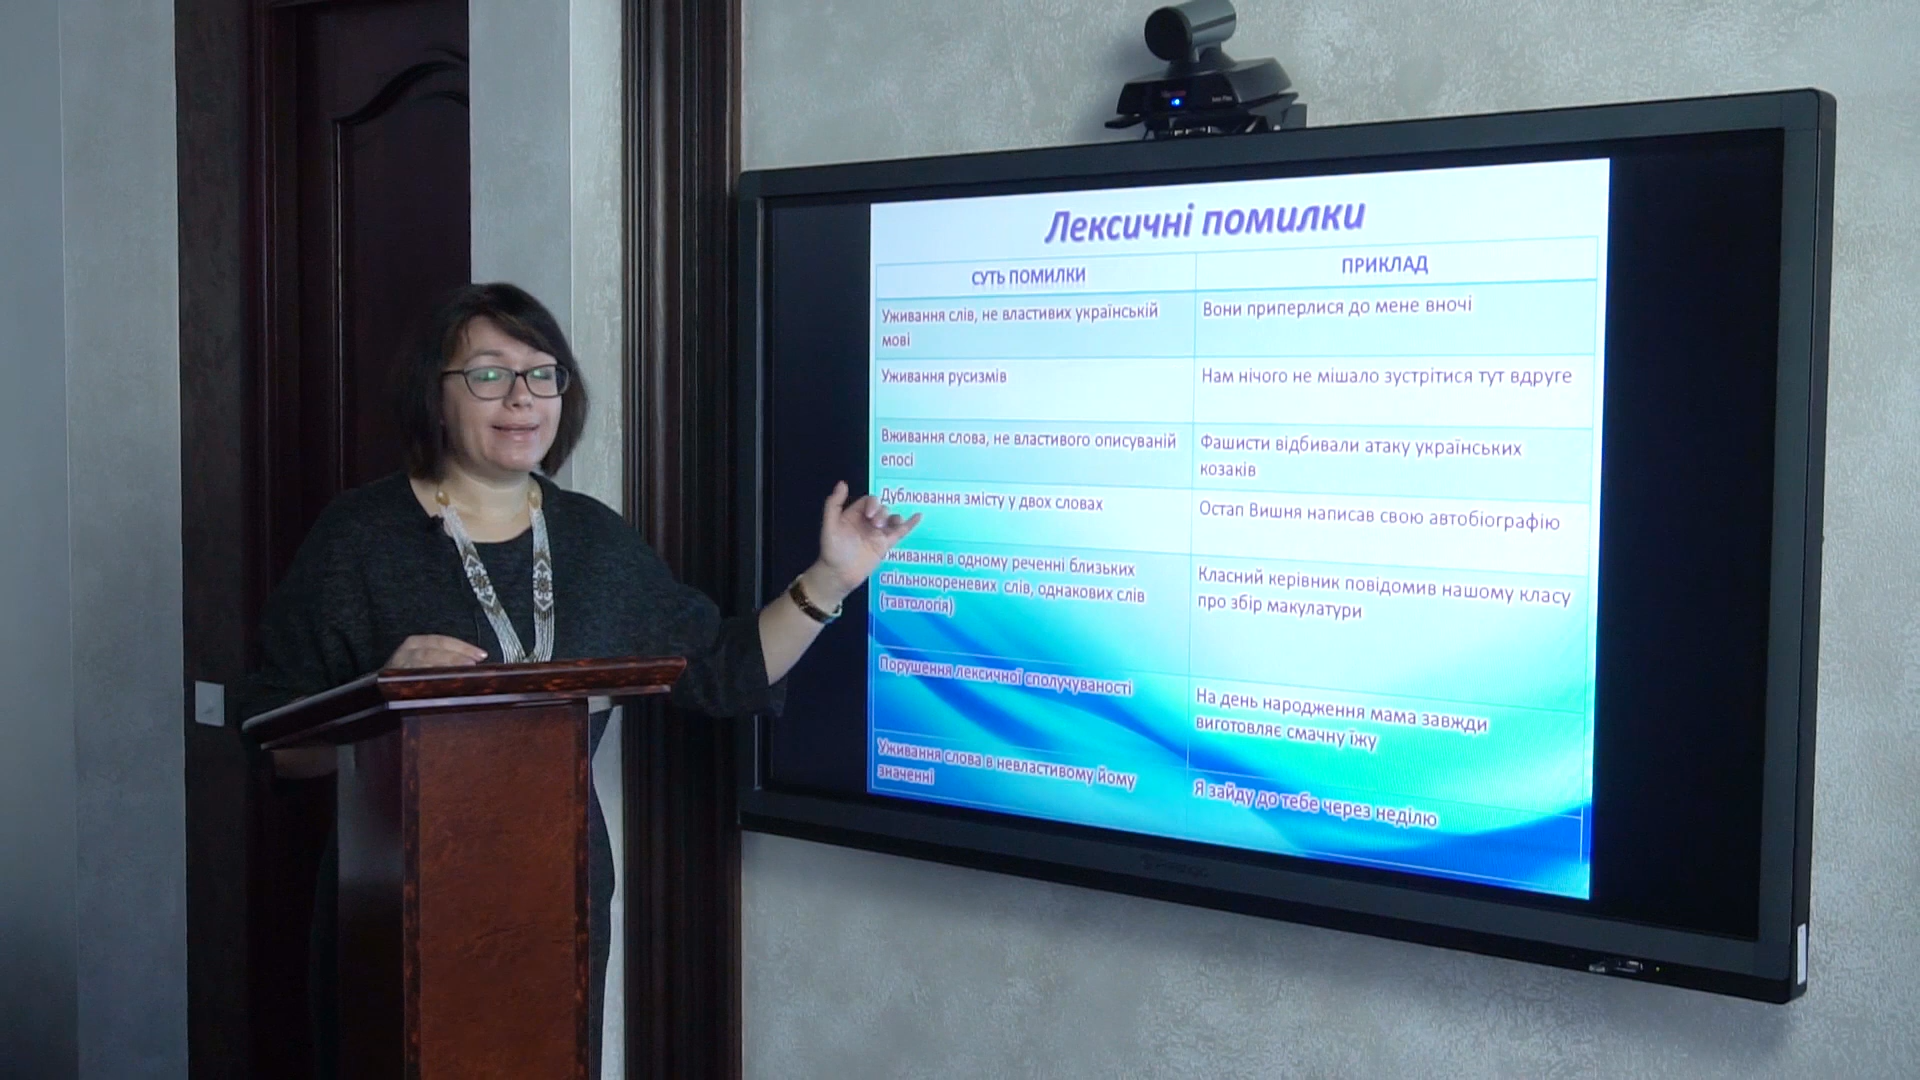 Лексичні помилки
СУТЬ ПОМИЛКИ
ПРИКЛАД
Уживання слів, не властивих українській
мові
Вони приперлися до мене вночі
Уживання русизмів
Нам нічого не мішало зустрітися тут вдруге
Вживання слова, не властивого описуваній
епосі
Фашисти відбивали атаку українських
козаків
Дублювання змісту у двох словах
Остап Вишня написав свою автобіографію
Уживання в одному реченні близьких
спільнокореневих слів, однакових слів
(тавтологія)
Класний керівник повідомив нашому класу
про збір макулатури
Порушення лексичної сполучуваності
На день народження мама завжди
виготовляє смачну їжу
Уживання слова в невластивому йому
значенні
Я зайду до тебе через неділю